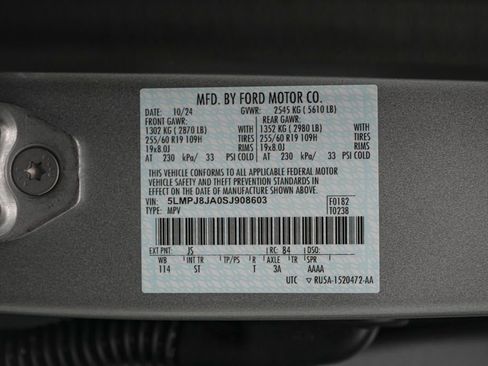 MFD. BY FORD MOTOR CO.
DATE: 10/24 GVWR: 2545 KG ( 5610 LB)
FRONT GAWR: REAR GAWR:
1302 KG ( 2870 LB) WITH 1352 KG ( 2980 LB) WITH
255/60 R19 109H TIRES 255/60 R19 109H TIRES
19x8.0J RIMS 19x8.0J RIMS
AT 230 kPa/ 33 PSI COLD AT 230 kPa/ 33 PSI COLD
THIS VEHICLE CONFORMS TO ALL APPLICABLE FEDERAL MOTOR
VEHICLE SAFETY AND THEFT PREVENTION STANDARDS IN
EFFECT ON THE DATE OF MANUFACTURE SHOWN ABOVE.
VIN: 5LMPJ8JA0SJ908603 F0182
TYPE: MPV T0238
EXT PNT: JS RC: 84 DSO:
WB INT TR TP/PS R AXLE TR SPR
114 ST T 3A AAAA
UTC ▽ RU5A-1520472-AA